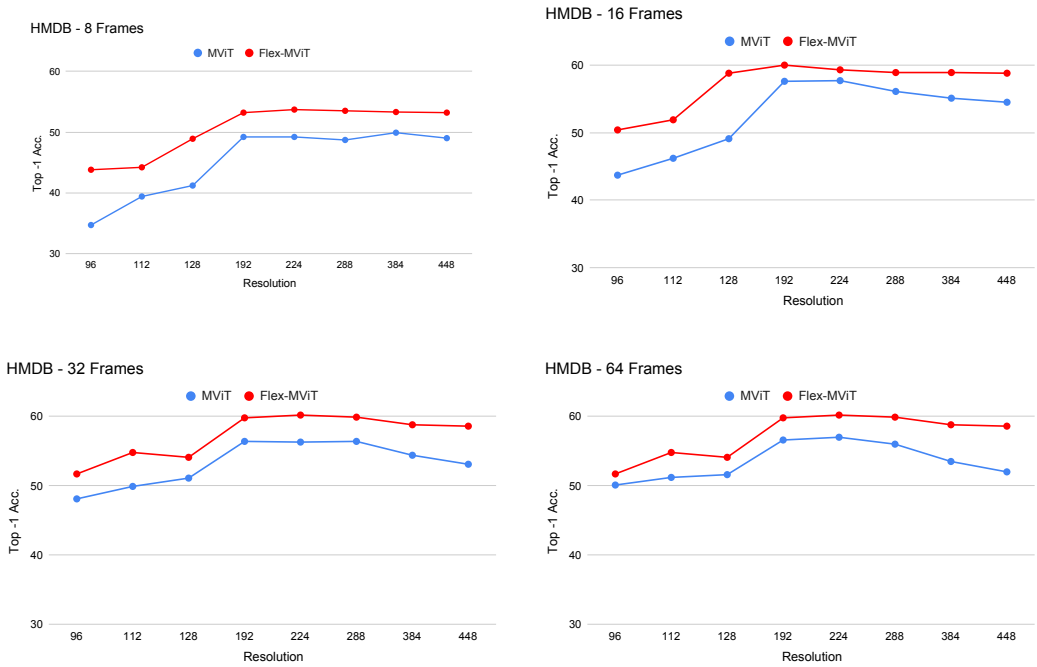 HMDB - 8 Frames
MViT Flex-MViT
60
50
40
30
Top -1 Acc.
96 112 128 192 224 288 384 448
Resolution
HMDB - 16 Frames
MViT Flex-MViT
60
50
40
30
Top -1 Acc.
96 112 128 192 224 288 384 448
Resolution
HMDB - 32 Frames
MViT Flex-MViT
60
50
40
30
Top -1 Acc.
96 112 128 192 224 288 384 448
Resolution
HMDB - 64 Frames
MViT Flex-MViT
60
50
40
30
Top -1 Acc.
96 112 128 192 224 288 384 448
Resolution